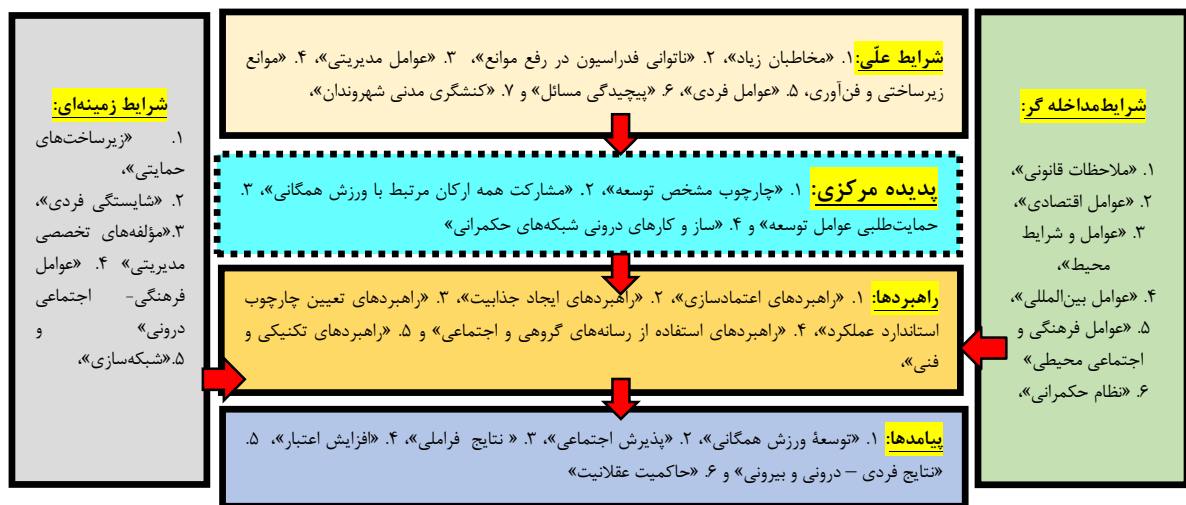 شرایط علّی: ۱. «مخاطبان زیاد»، ۲. «ناتوانی فدراسیون در رفع موانع»، ۳. «عوامل مدیریتی»، ۴. «موانع
زیرساختی و فن‌آوری، ۵. «عوامل فردی»، ۶. «پیچیدگی مسائل» و ۷. «کنشگری مدنی شهروندان»،
شرایط‌مداخله گر:
۱. «ملاحظات قانونی»،
۲. «عوامل اقتصادی»،
۳. «عوامل و شرایط
محیط»،
۴. «عوامل بین‌المللی»،
۵. «عوامل فرهنگی و
اجتماعی محیطی»
۶. «نظام حکمرانی»،
پدیده مرکزی: ۱. «چارچوب مشخص توسعه»، ۲. «مشارکت همه ارکان مرتبط با ورزش همگانی»، ۳.
حمایت‌طلبی عوامل توسعه» و ۴. «ساز و کارهای درونی شبکه‌های حکمرانی»
شرایط زمینه‌ای:
۱. «زیرساخت‌های
حمایتی»،
۲. «شایستگی فردی»،
۳.«مؤلفه‌های تخصصی
مدیریتی» ۴. «عوامل
فرهنگی- اجتماعی
درونی» و
۵.«شبکه‌سازی»،
راهبردها: ۱. «راهبردهای اعتمادسازی»، ۲. «راهبردهای ایجاد جذابیت»، ۳. «راهبردهای تعیین چارچوب
استاندارد عملکرد»، ۴. «راهبردهای استفاده از رسانه‌های گروهی و اجتماعی» و ۵. «راهبردهای تکنیکی و
فنی»،
پیامدها: ۱. «توسعهٔ ورزش همگانی»، ۲. «پذیرش اجتماعی»، ۳. « نتایج فراملی»، ۴. «افزایش اعتبار»، ۵.
«نتایج فردی – درونی و بیرونی» و ۶. «حاکمیت عقلانیت»